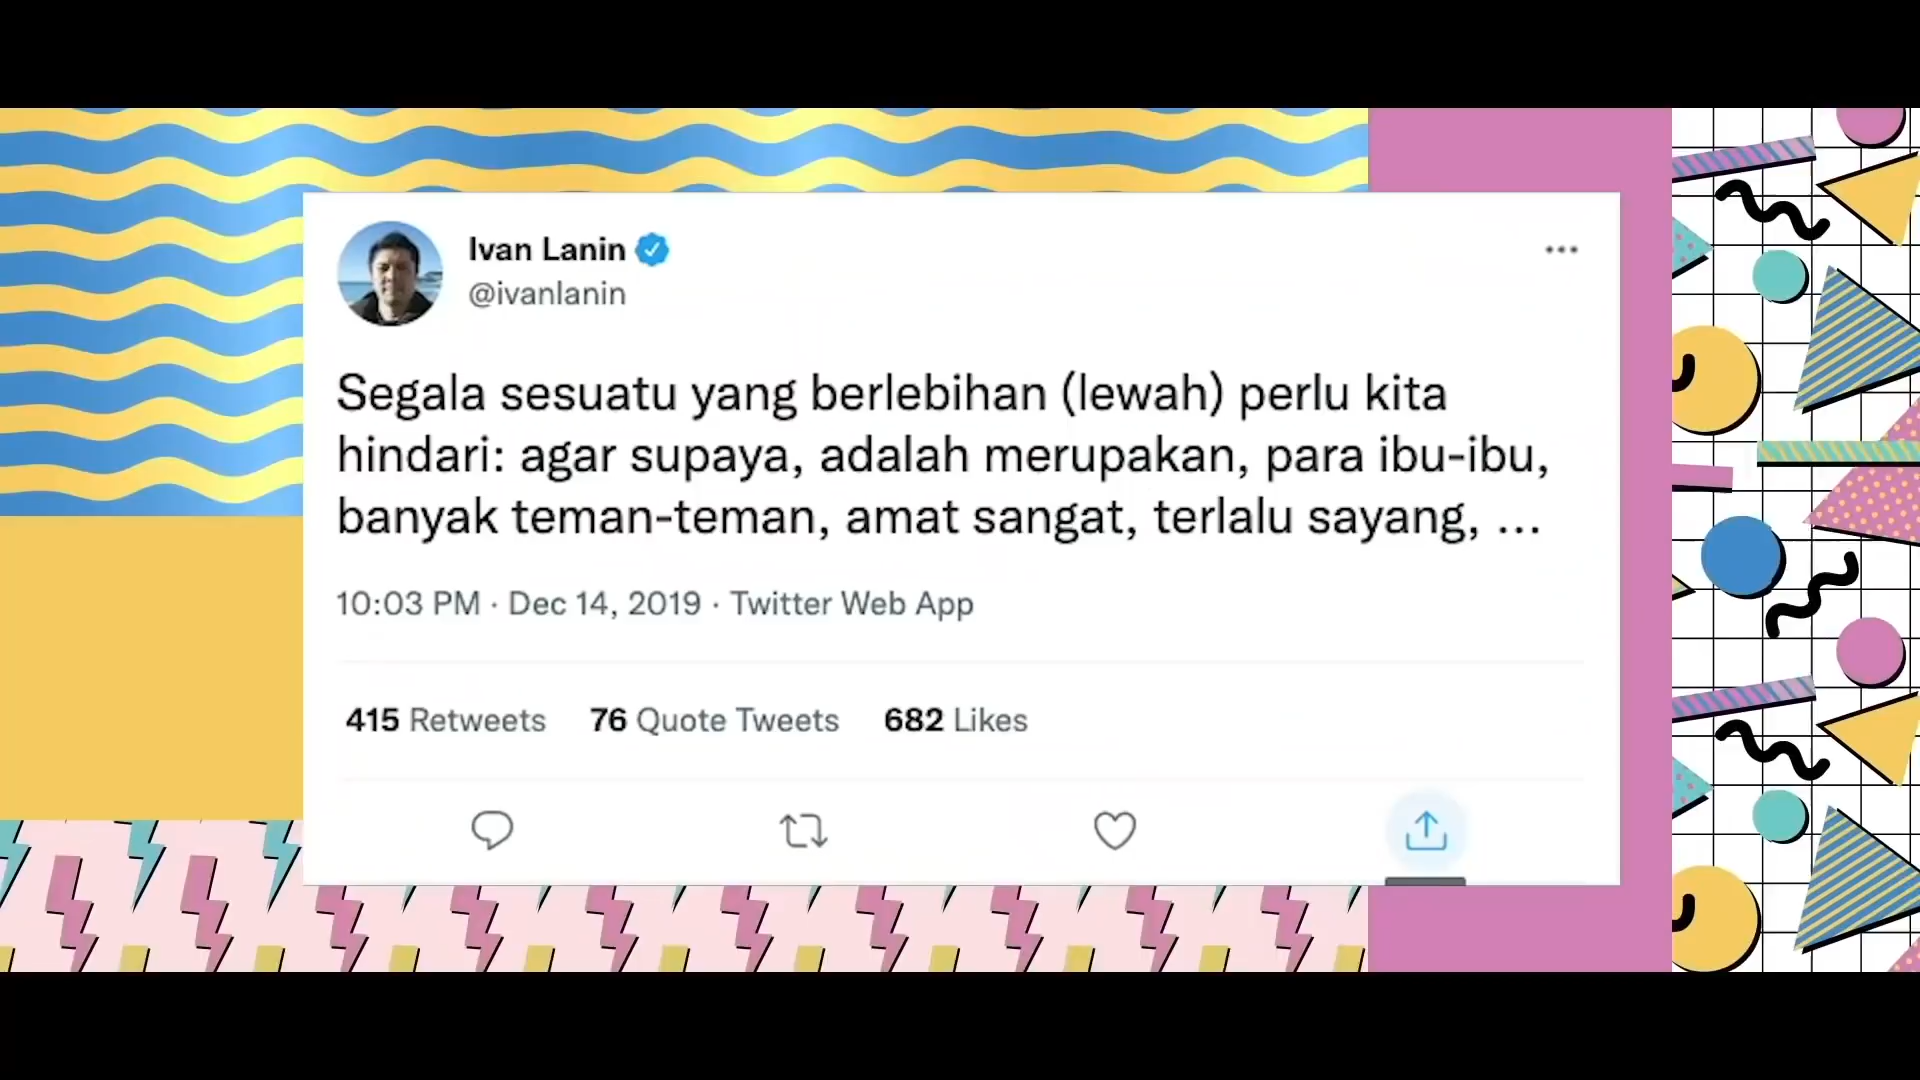 Ivan Lanin
@ivanlanin
Segala sesuatu yang berlebihan (lewah) perlu kita
hindari: agar supaya, adalah merupakan, para ibu-ibu,
banyak teman-teman, amat sangat, terlalu sayang, ...
10:03 PM · Dec 14, 2019 · Twitter Web App
415 Retweets 76 Quote Tweets 682 Likes